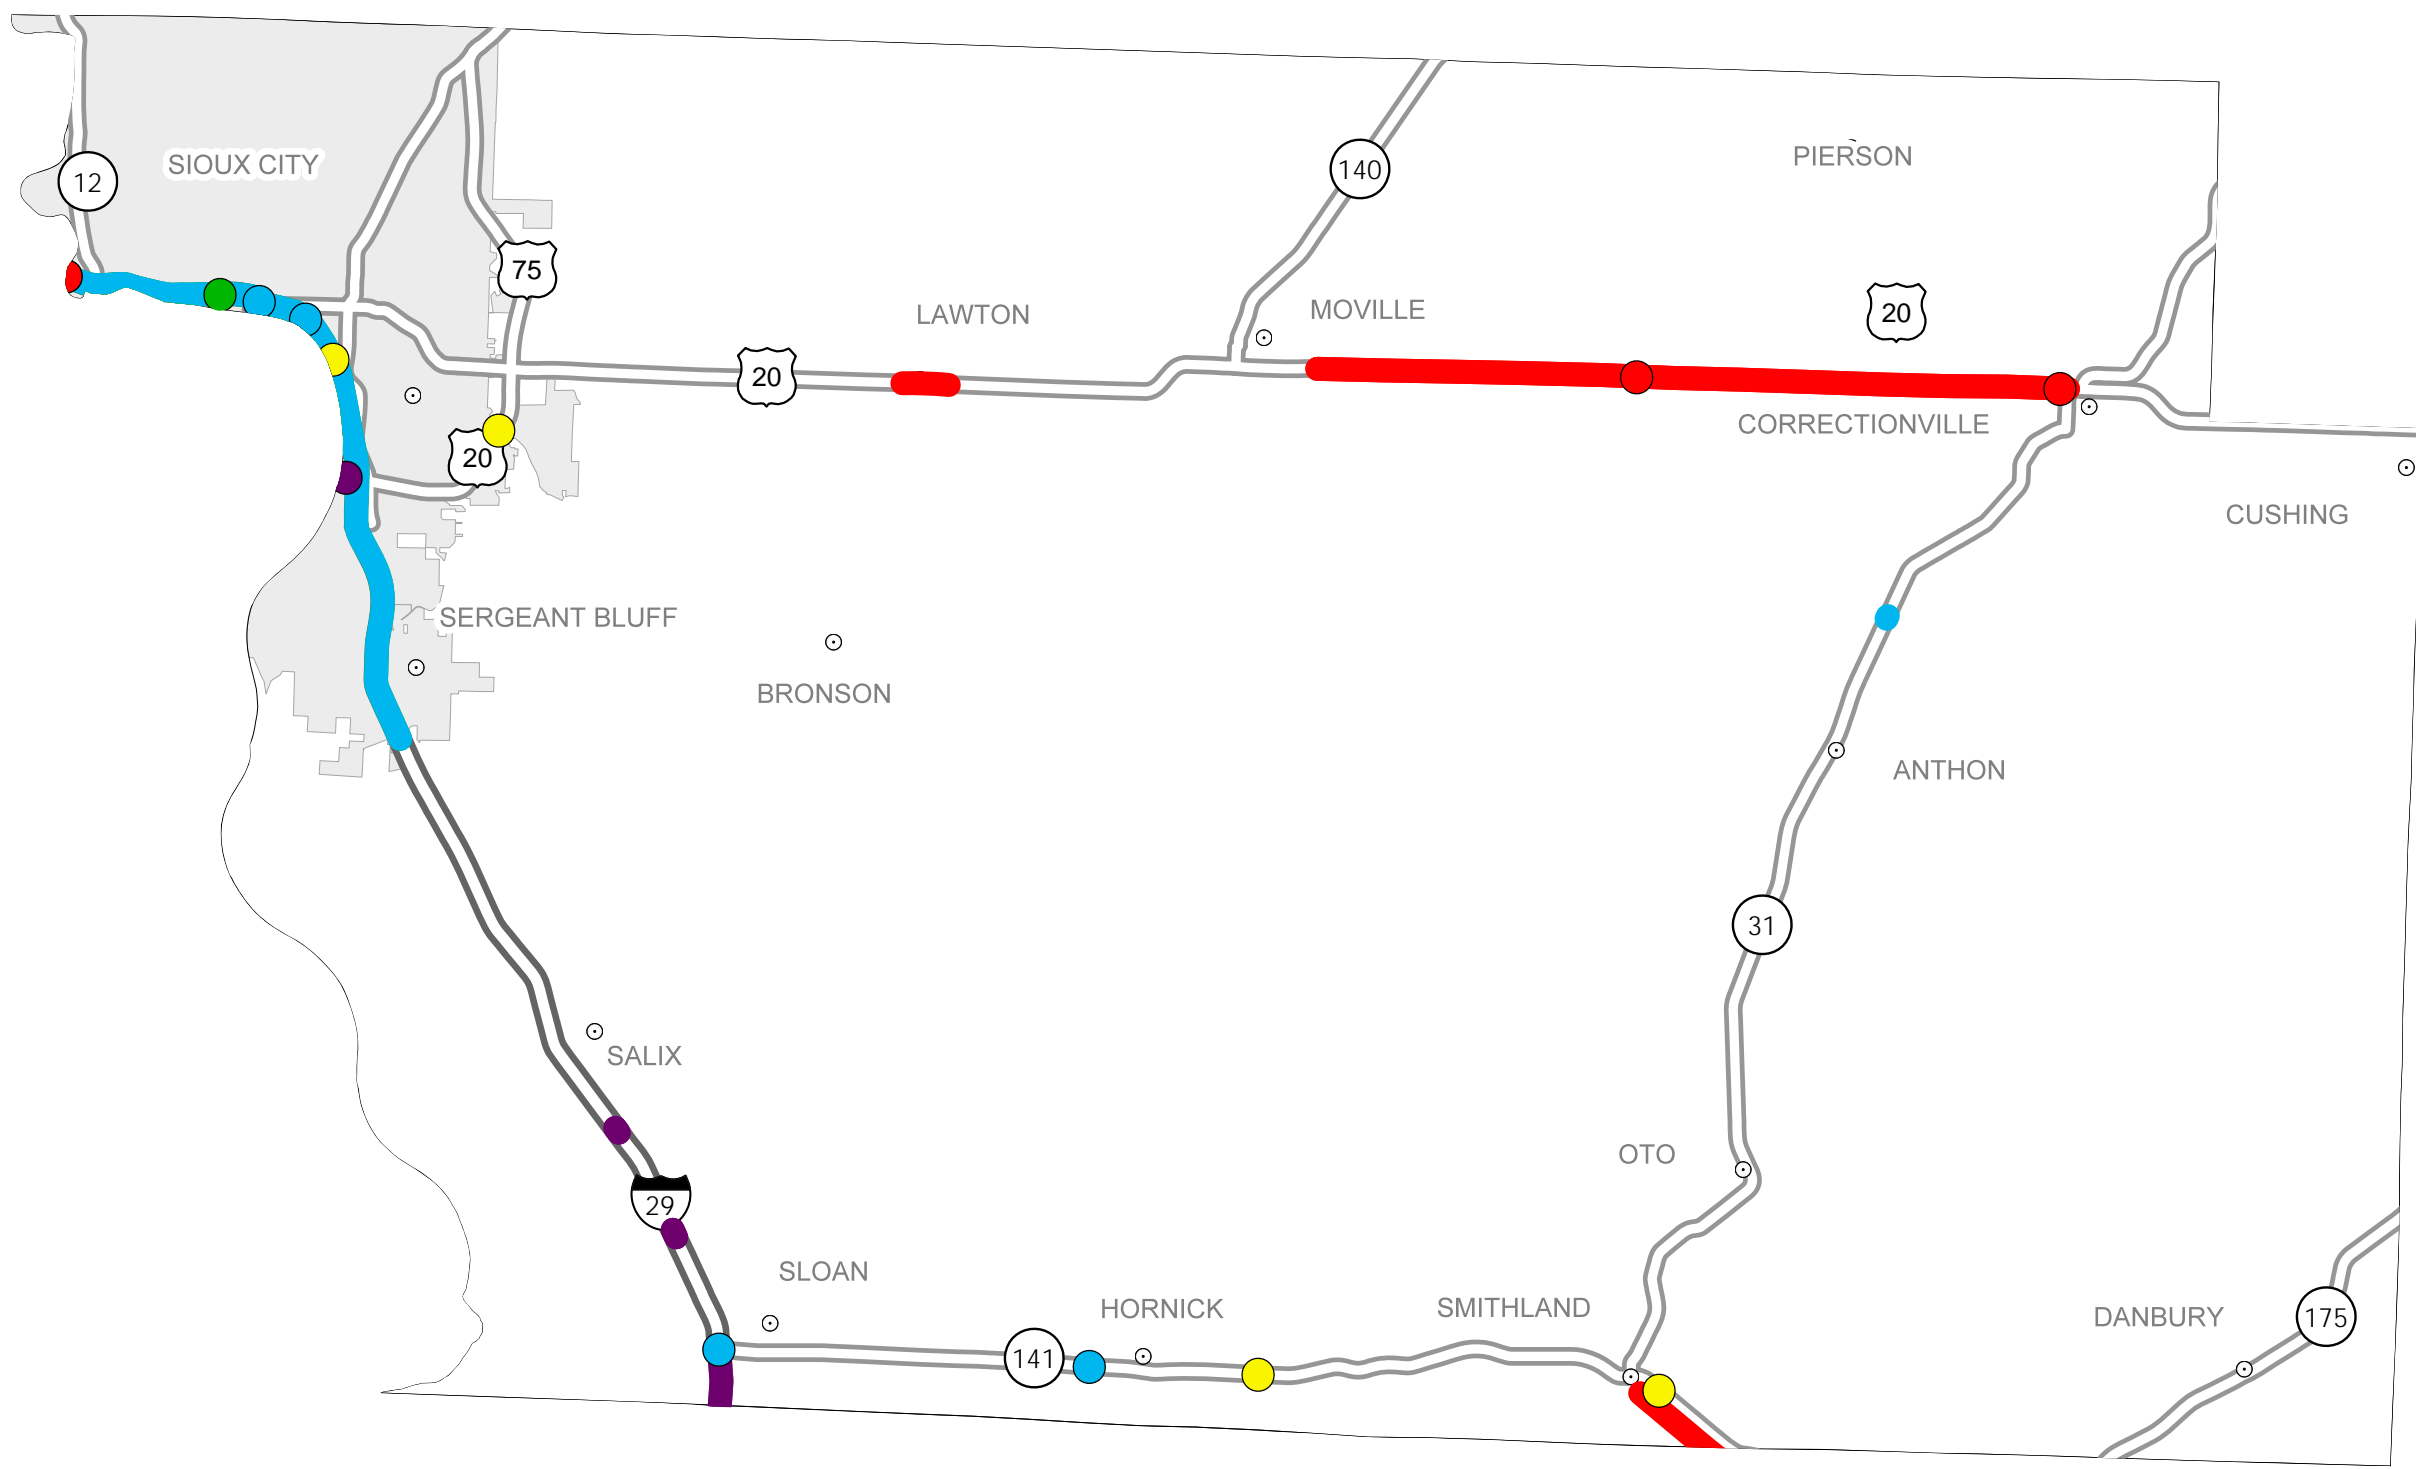 PIERSON
SIOUX CITY
12
140
75
20
LAWTON
MOVILLE
20
CORRECTIONVILLE
20
CUSHING
SERGEANT BLUFF
BRONSON
ANTHON
31
SALIX
OTO
29
SLOAN
HORNICK
SMITHLAND
DANBURY
175
141